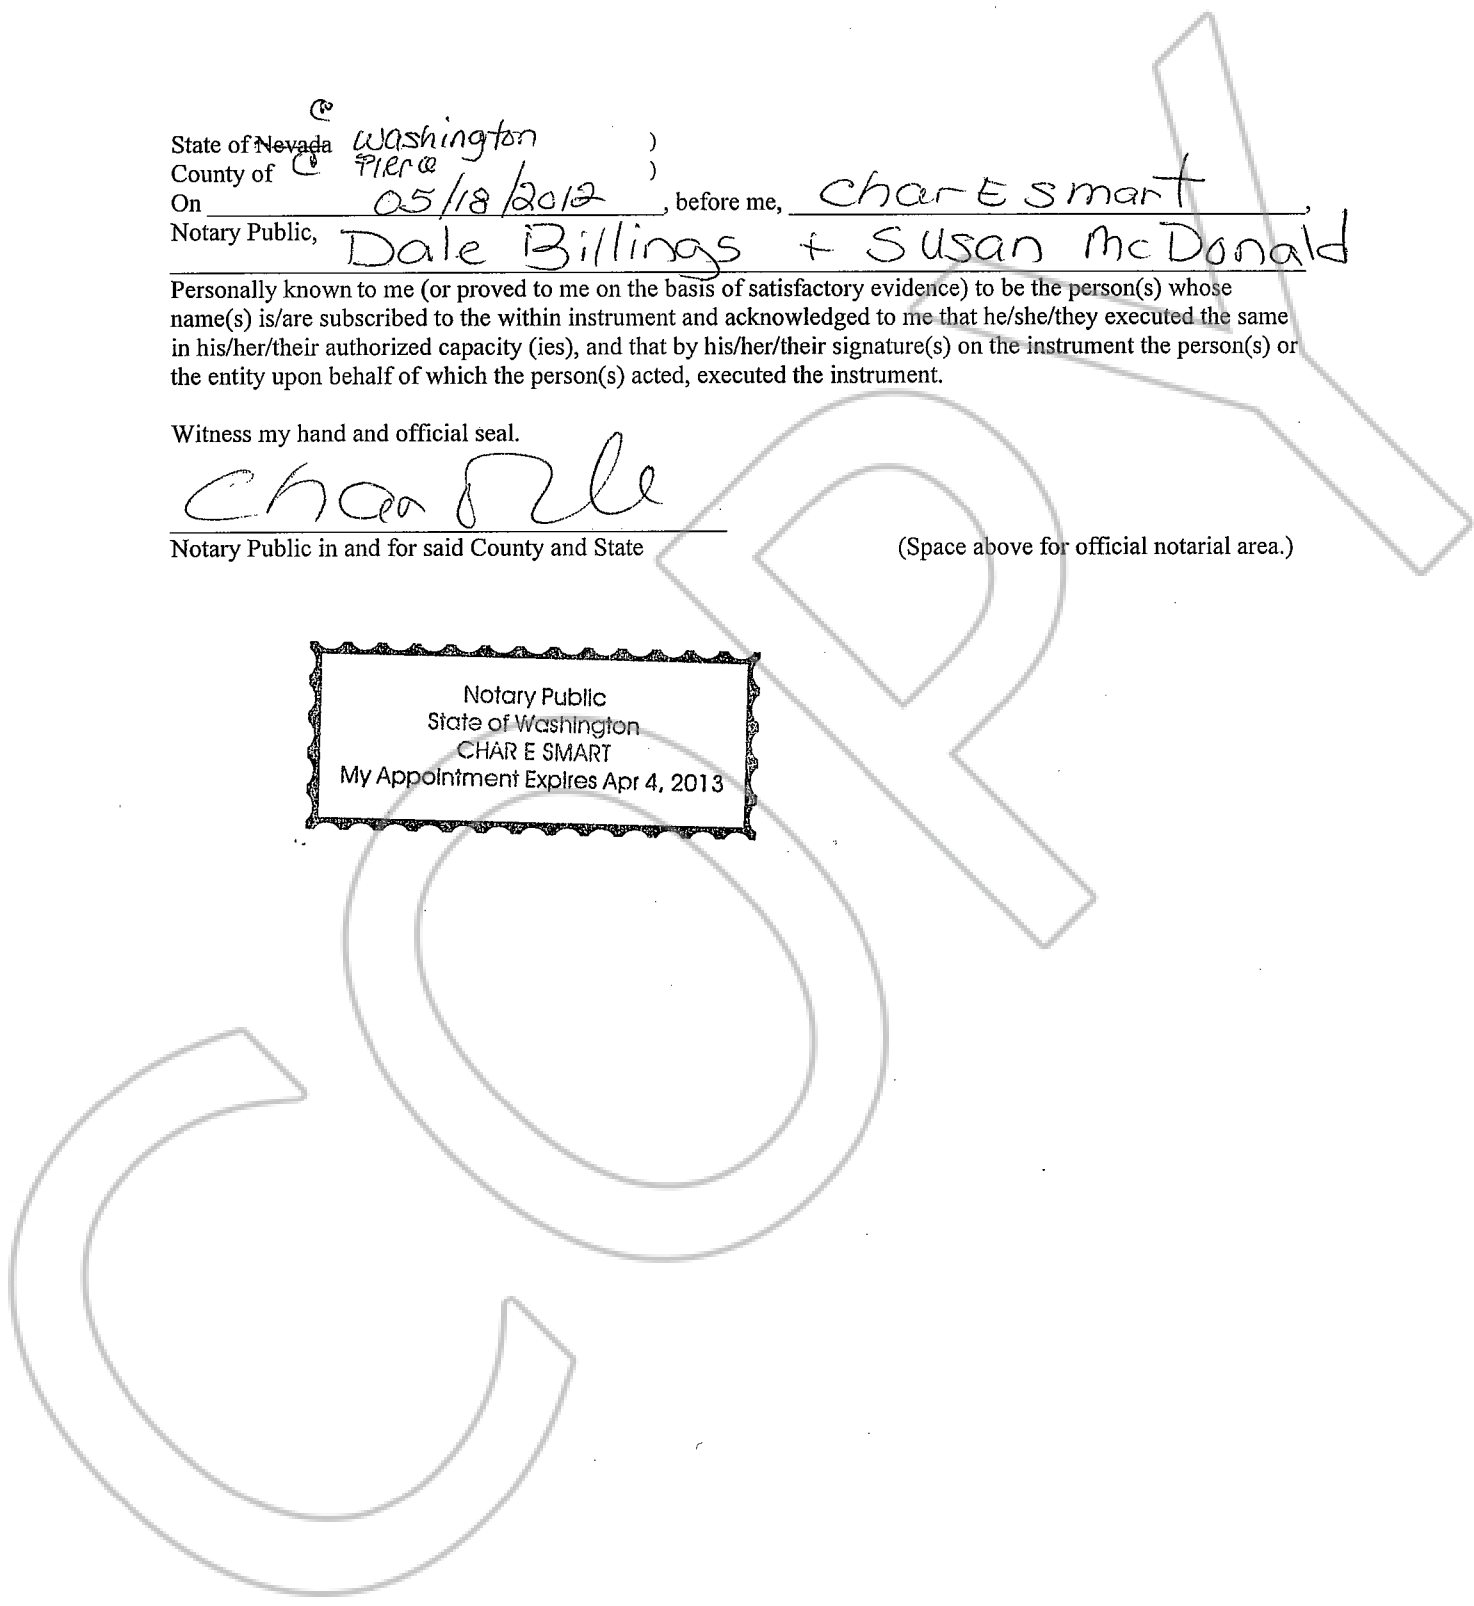 State of Nevada Washington )
County of Pierce )
On 05/18/2012, before me, Char E Smart,
Notary Public, Dale Billings + Susan McDonald
Personally known to me (or proved to me on the basis of satisfactory evidence) to be the person(s) whose
name(s) is/are subscribed to the within instrument and acknowledged to me that he/she/they executed the same
in his/her/their authorized capacity (ies), and that by his/her/their signature(s) on the instrument the person(s) or
the entity upon behalf of which the person(s) acted, executed the instrument.
Witness my hand and official seal.
Notary Public in and for said County and State (Space above for official notarial area.)
Notary Public
State of Washington
CHAR E SMART
My Appointment Expires Apr 4, 2013
COPY